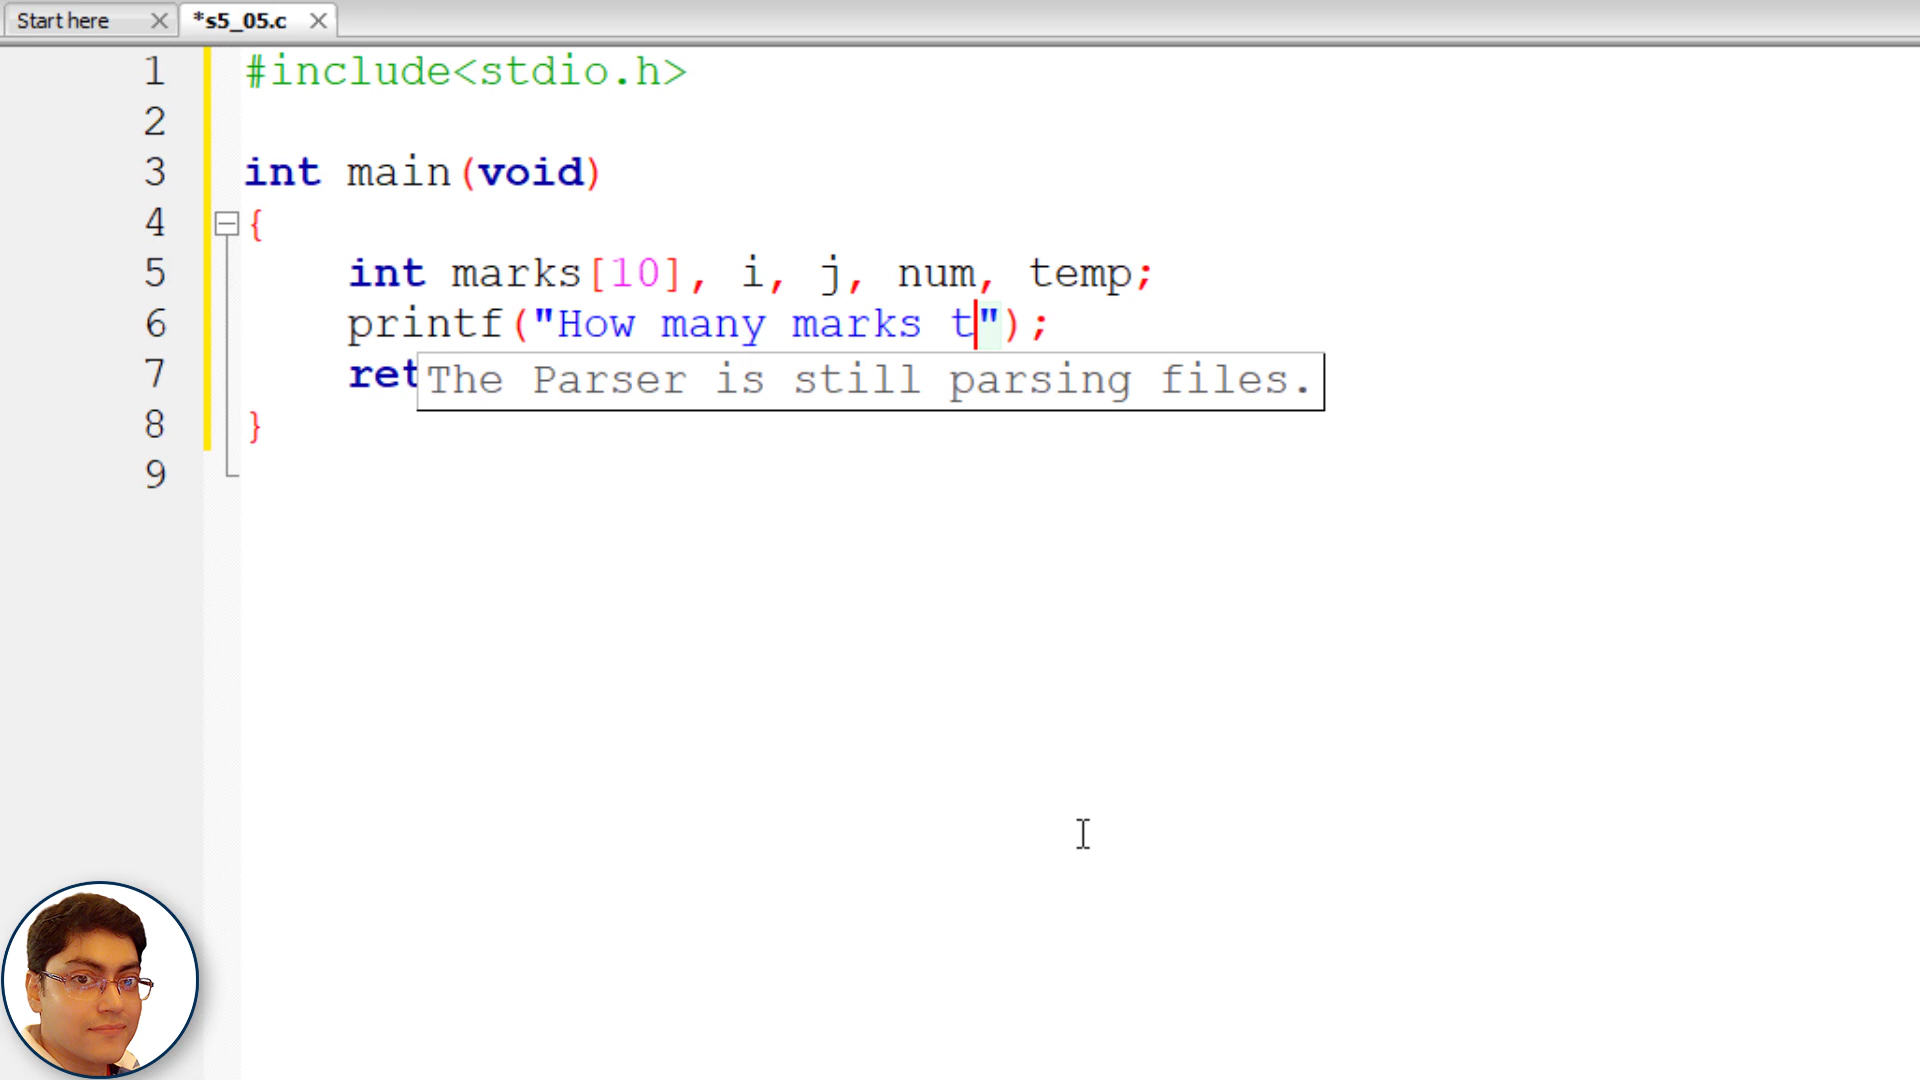 Start here
*s5_05.c
1 #include<stdio.h>
2
3 int main(void)
4 {
5 int marks[10], i, j, num, temp;
6 printf("How many marks t");
7 ret
The Parser is still parsing files.
8 }
9